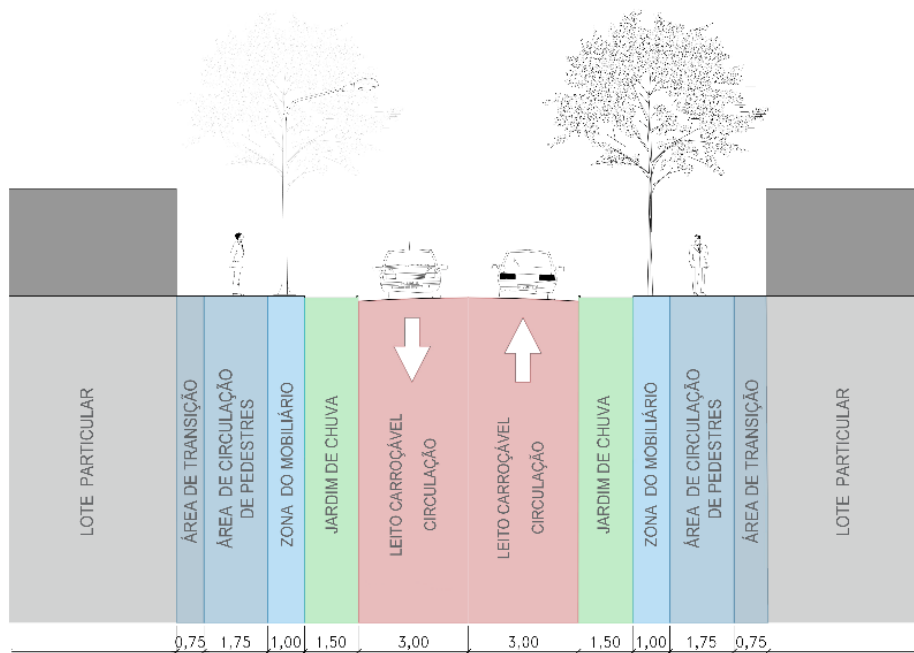 LOTE PARTICULAR
ÁREA DE TRANSIÇÃO
ÁREA DE CIRCULAÇÃO
DE PEDESTRES
ZONA DO MOBILIÁRIO
JARDIM DE CHUVA
LEITO CARROÇÁVEL
CIRCULAÇÃO
LEITO CARROÇÁVEL
CIRCULAÇÃO
JARDIM DE CHUVA
ZONA DO MOBILIÁRIO
ÁREA DE CIRCULAÇÃO
DE PEDESTRES
ÁREA DE TRANSIÇÃO
LOTE PARTICULAR
0,75 1,75 1,00 1,50 3,00 3,00 1,50 1,00 1,75 0,75